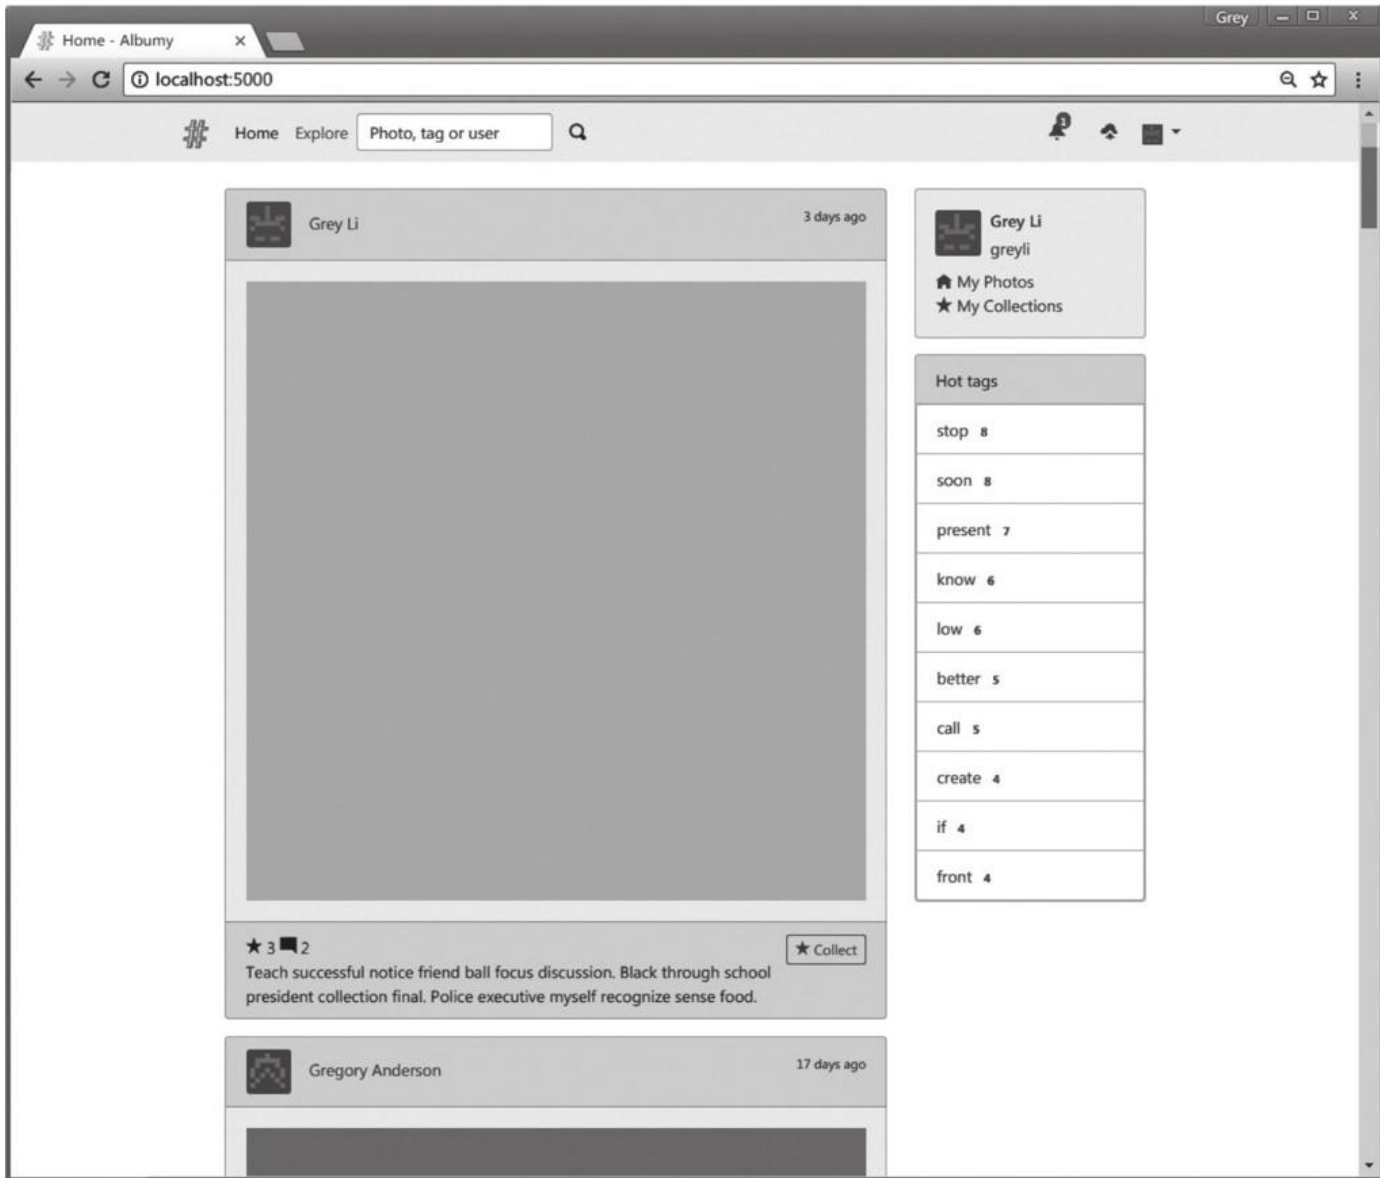 Grey
Home - Albumy
localhost:5000
Home Explore Photo, tag or user
1
Grey Li
3 days ago
3 2
Collect
Teach successful notice friend ball focus discussion. Black through school
president collection final. Police executive myself recognize sense food.
Gregory Anderson
17 days ago
Grey Li
greyli
My Photos
My Collections
Hot tags
stop 8
soon 8
present 7
know 6
low 6
better 5
call 5
create 4
if 4
front 4